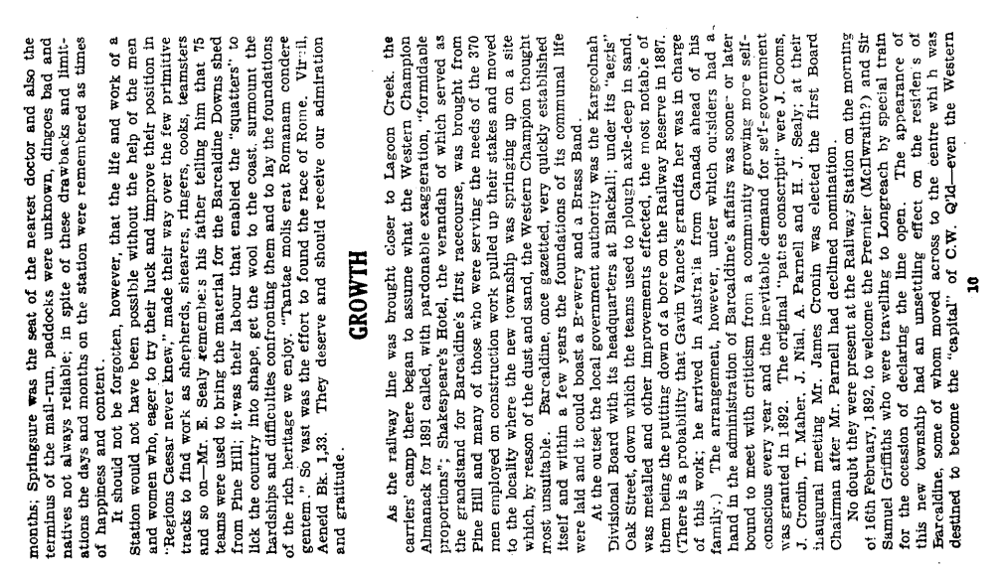 months; Springsure was the seat of the nearest doctor and also the
terminus of the mail-run, paddocks were unknown, dingoes bad and
natives not always reliable; in spite of these drawbacks and limit-
ations the days and months on the station were remembered as times
of happiness and content.
It should not be forgotten, however, that the life and work of a
Station would not have been possible without the help of the men
and women who, eager to try their luck and improve their position in
"Regions Caesar never knew," made their way over the few primitive
tracks to find work as shepherds, shearers, ringers, cooks, teamsters
and so on—Mr. E. Sealy remembers his father telling him that 75
teams were used to bring the material for the Barcaldine Downs shed
from Pine Hill; it was their labour that enabled the "squatters" to
lick the country into shape, get the wool to the coast, surmount the
hardships and difficulties confronting them and to lay the foundations
of the rich heritage we enjoy. "Tantae molis erat Romanam condere
gentem." So vast was the effort to found the race of Rome. Virgil,
Aeneid Bk. 1,33. They deserve and should receive our admiration
and gratitude.
GROWTH
As the railway line was brought closer to Lagoon Creek, the
carriers' camp there began to assume what the Western Champion
Almanack for 1891 called, with pardonable exaggeration, "formidable
proportions"; Shakespeare's Hotel, the verandah of which served as
the grandstand for Barcaldine's first racecourse, was brought from
Pine Hill and many of those who were serving the needs of the 370
men employed on construction work pulled up their stakes and moved
to the locality where the new township was springing up on a site
which, by reason of the dust and sand, the Western Champion thought
most unsuitable. Barcaldine, once gazetted, very quickly established
itself and within a few years the foundations of its communal life
were laid and it could boast a Brewery and a Brass Band.
At the outset the local government authority was the Kargoolnah
Divisional Board with its headquarters at Blackall; under its "aegis"
Oak Street, down which the teams used to plough axle-deep in sand,
was metalled and other improvements effected, the most notable of
them being the putting down of a bore on the Railway Reserve in 1887.
(There is a probability that Gavin Vance's grandfather was in charge
of this work; he arrived in Australia from Canada ahead of his
family.) The arrangement, however, under which outsiders had a
hand in the administration of Barcaldine's affairs was sooner or later
bound to meet with criticism from a community growing more self-
conscious every year and the inevitable demand for self-government
was granted in 1892. The original "patres conscripti" were J. Cooms,
J. Cronin, T. Maher, J. Nial, A. Parnell and H. J. Sealy; at their
inaugural meeting Mr. James Cronin was elected the first Board
Chairman after Mr. Parnell had declined nomination.
No doubt they were present at the Railway Station on the morning
of 16th February, 1892, to welcome the Premier (McIlwraith?) and Sir
Samuel Griffiths who were travelling to Longreach by special train
for the occasion of declaring the line open. The appearance of
this new township had an unsettling effect on the residents of
Barcaldine, some of whom moved across to the centre which was
destined to become the "capital" of C.W. Q'ld—even the Western
10